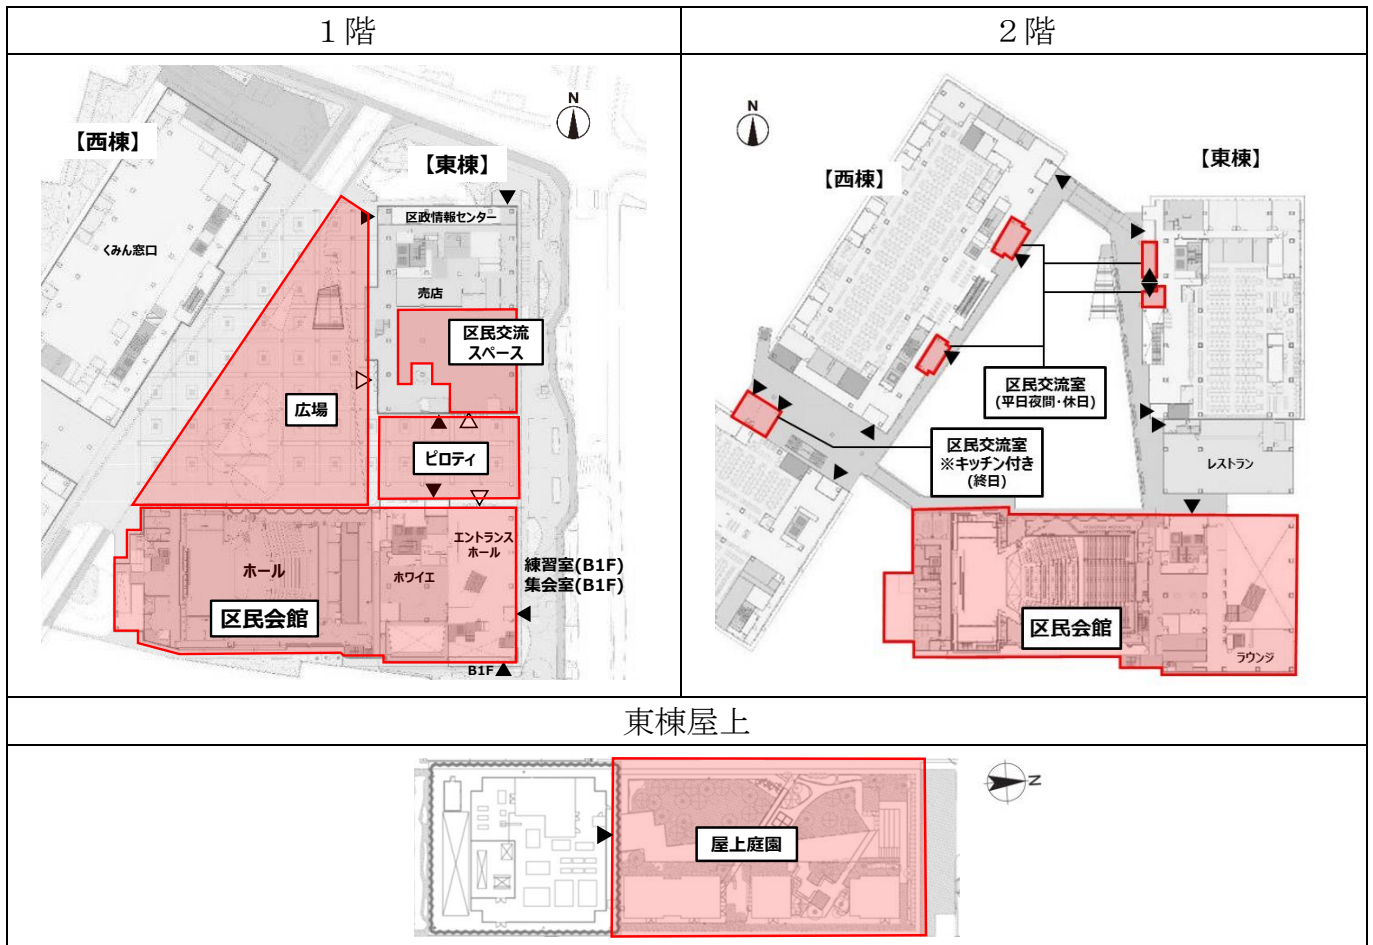 １階
２階
N
【西棟】
【東棟】
区政情報センター
くみん窓口
売店
区民交流
スペース
広場
ピロティ
エントランス
ホール
ホール
ホワイエ
練習室(B1F)
集会室(B1F)
区民会館
B1F
N
【東棟】
【西棟】
区民交流室
(平日夜間・休日)
区民交流室
※キッチン付き
(終日)
レストラン
区民会館
ラウンジ
東棟屋上
N
屋上庭園